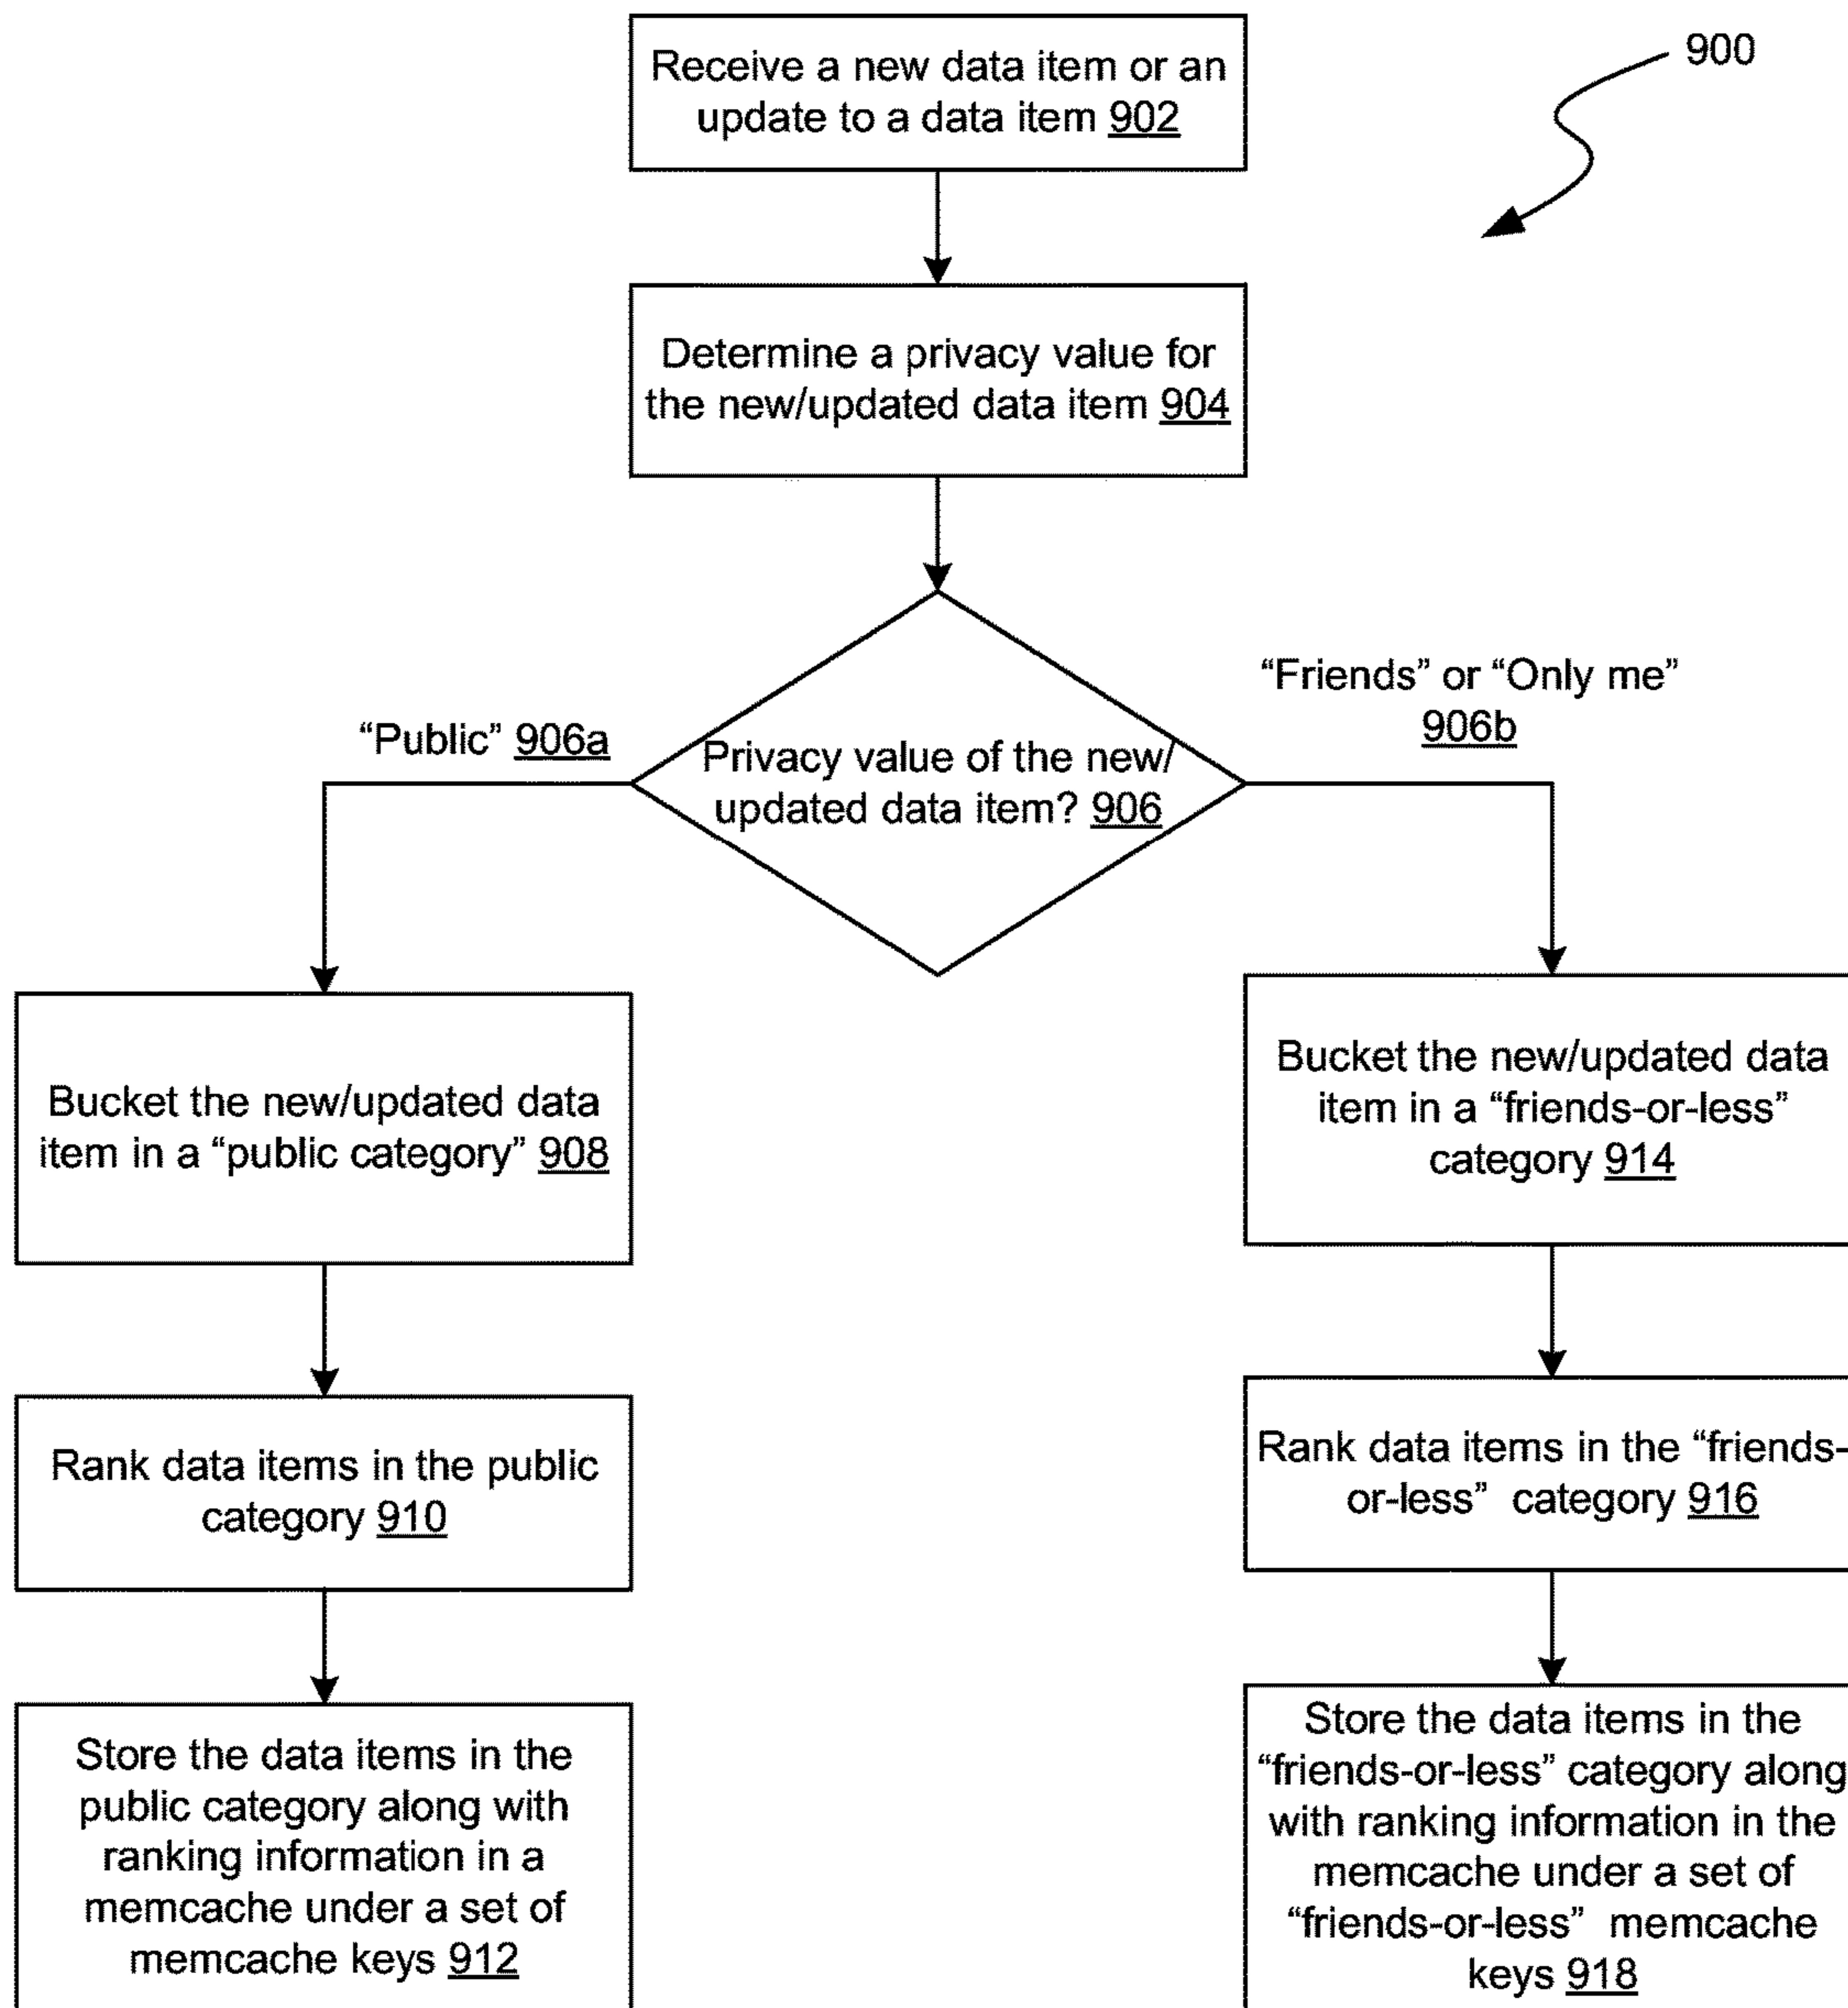 Receive a new data item or an
update to a data item 902
900
Determine a privacy value for
the new/updated data item 904
“Public” 906a
Privacy value of the new/
updated data item? 906
“Friends” or “Only me”
906b
Bucket the new/updated data
item in a “public category” 908
Rank data items in the public
category 910
Store the data items in the
public category along with
ranking information in a
memcache under a set of
memcache keys 912
Bucket the new/updated data
item in a “friends-or-less”
category 914
Rank data items in the “friends-
or-less” category 916
Store the data items in the
“friends-or-less” category along
with ranking information in the
memcache under a set of
“friends-or-less” memcache
keys 918